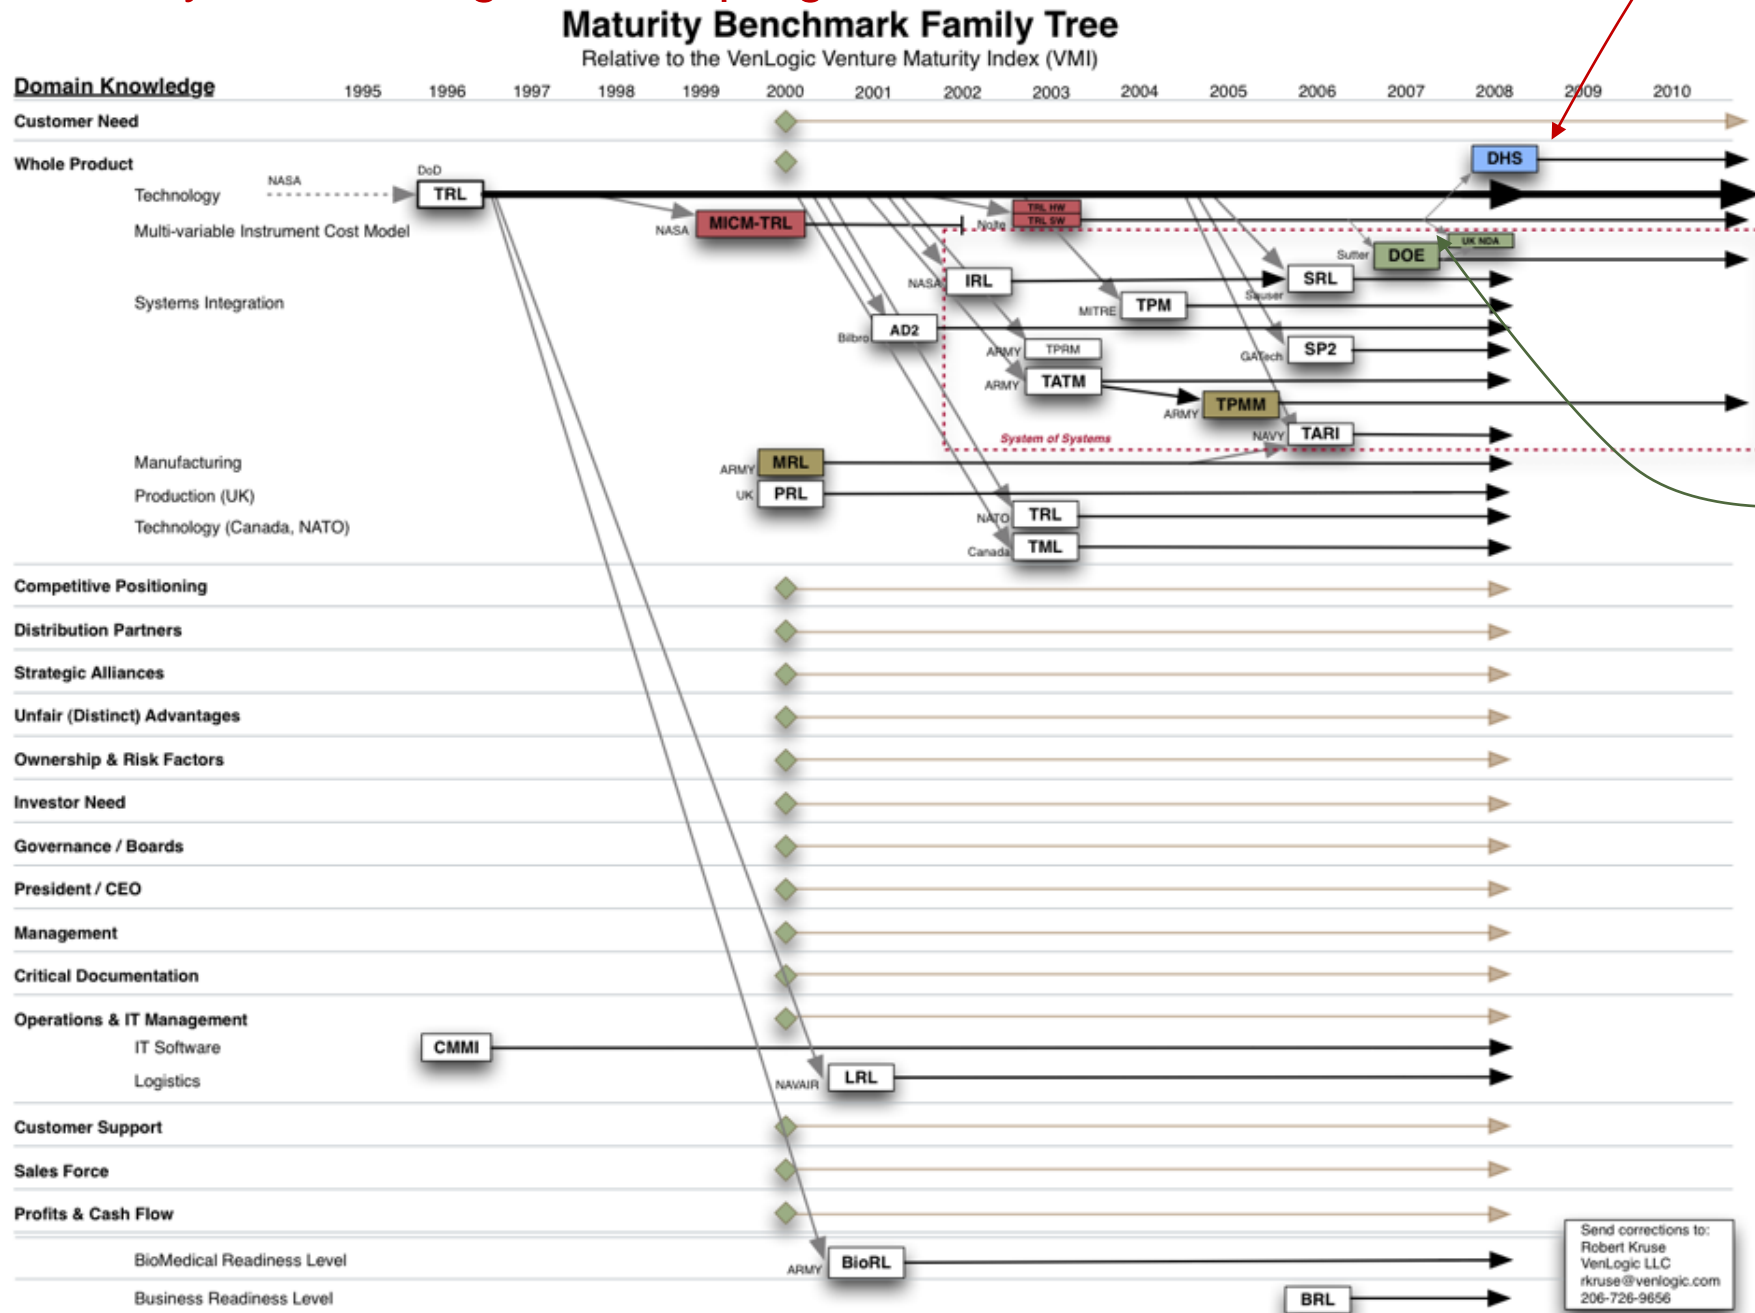 Maturity Benchmark Family Tree
Relative to the VenLogic Venture Maturity Index (VMI)
Domain Knowledge 1995 1996 1997 1998 1999 2000 2001 2002 2003 2004 2005 2006 2007 2008 2009 2010
Customer Need
Whole Product
DHS
DoD
NASA
Technology
TRL
TRL HW
TRL SW
NASA
MICM-TRL
Nolte
Multi-variable Instrument Cost Model
UK NDA
Sutter
DOE
NASA
IRL
Sauser
SRL
Systems Integration
MITRE
TPM
Bilbro
AD2
ARMY
TPRM
GATech
SP2
ARMY
TATM
ARMY
TPMM
NAVY
TARI
System of Systems
Manufacturing
ARMY
MRL
Production (UK)
UK
PRL
Technology (Canada, NATO)
NATO
TRL
Canada
TML
Competitive Positioning
Distribution Partners
Strategic Alliances
Unfair (Distinct) Advantages
Ownership & Risk Factors
Investor Need
Governance / Boards
President / CEO
Management
Critical Documentation
Operations & IT Management
IT Software
CMMI
Logistics
NAVAIR
LRL
Customer Support
Sales Force
Profits & Cash Flow
BioMedical Readiness Level
ARMY
BioRL
Business Readiness Level
BRL
Send corrections to:
Robert Kruse
VenLogic LLC
rkruse@venlogic.com
206-726-9656